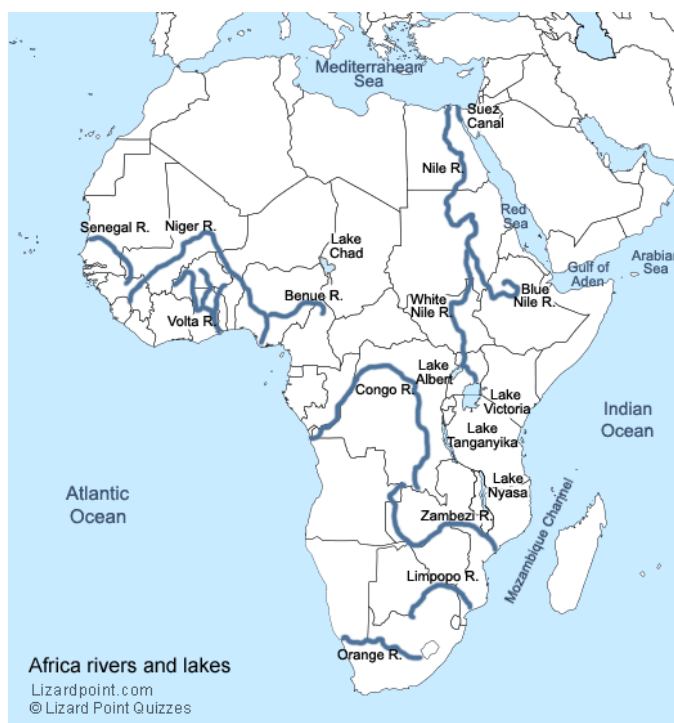 Mediterranean
Sea
Suez
Canal
Nile R.
Red
Sea
Senegal R.
Niger R.
Lake
Chad
Arabian
Sea
Gulf of
Aden
Benue R.
White
Nile R.
Blue
Nile R.
Volta R.
Lake
Albert
Congo R.
Lake
Victoria
Indian
Ocean
Lake
Tanganyika
Lake
Nyasa
Atlantic
Ocean
Zambezi R.
Mozambique Channel
Limpopo R.
Orange R.
Africa rivers and lakes
Lizardpoint.com
© Lizard Point Quizzes